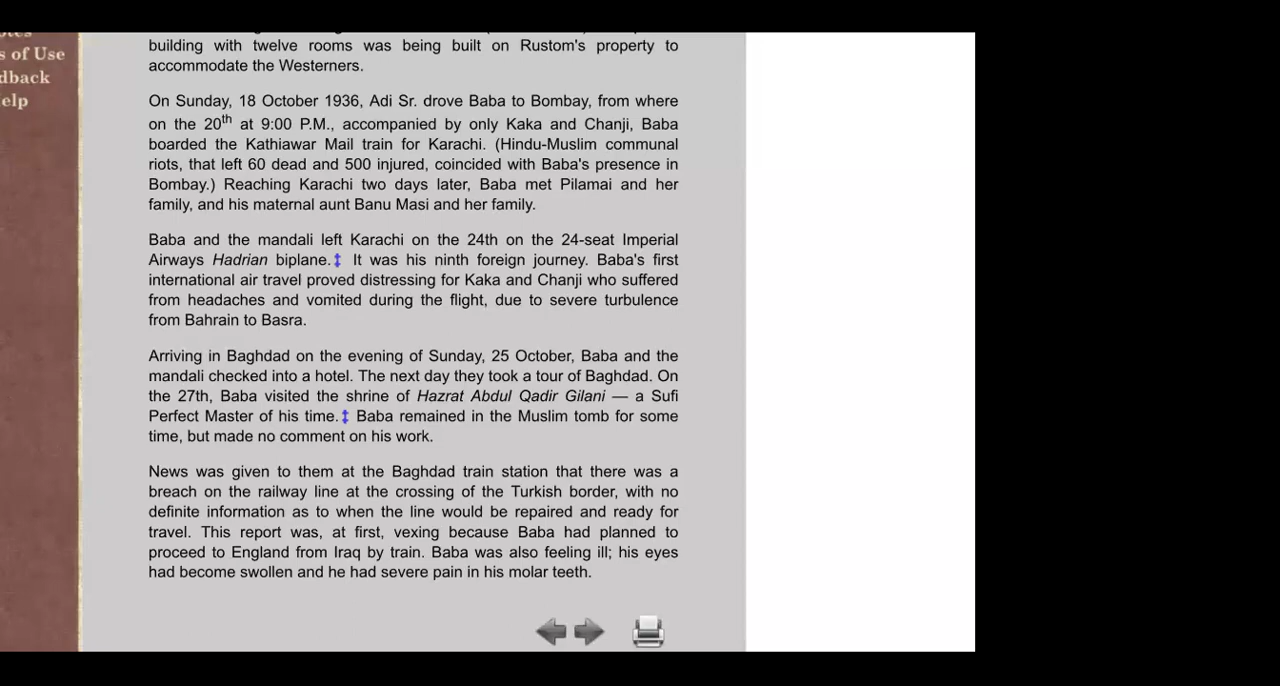 s of Use
dback
elp
building with twelve rooms was being built on Rustom's property to
accommodate the Westerners.
On Sunday, 18 October 1936, Adi Sr. drove Baba to Bombay, from where
on the 20th at 9:00 P.M., accompanied by only Kaka and Chanji, Baba
boarded the Kathiawar Mail train for Karachi. (Hindu-Muslim communal
riots, that left 60 dead and 500 injured, coincided with Baba's presence in
Bombay.) Reaching Karachi two days later, Baba met Pilamai and her
family, and his maternal aunt Banu Masi and her family.
Baba and the mandali left Karachi on the 24th on the 24-seat Imperial
Airways Hadrian biplane.‡ It was his ninth foreign journey. Baba's first
international air travel proved distressing for Kaka and Chanji who suffered
from headaches and vomited during the flight, due to severe turbulence
from Bahrain to Basra.
Arriving in Baghdad on the evening of Sunday, 25 October, Baba and the
mandali checked into a hotel. The next day they took a tour of Baghdad. On
the 27th, Baba visited the shrine of Hazrat Abdul Qadir Gilani — a Sufi
Perfect Master of his time.‡ Baba remained in the Muslim tomb for some
time, but made no comment on his work.
News was given to them at the Baghdad train station that there was a
breach on the railway line at the crossing of the Turkish border, with no
definite information as to when the line would be repaired and ready for
travel. This report was, at first, vexing because Baba had planned to
proceed to England from Iraq by train. Baba was also feeling ill; his eyes
had become swollen and he had severe pain in his molar teeth.